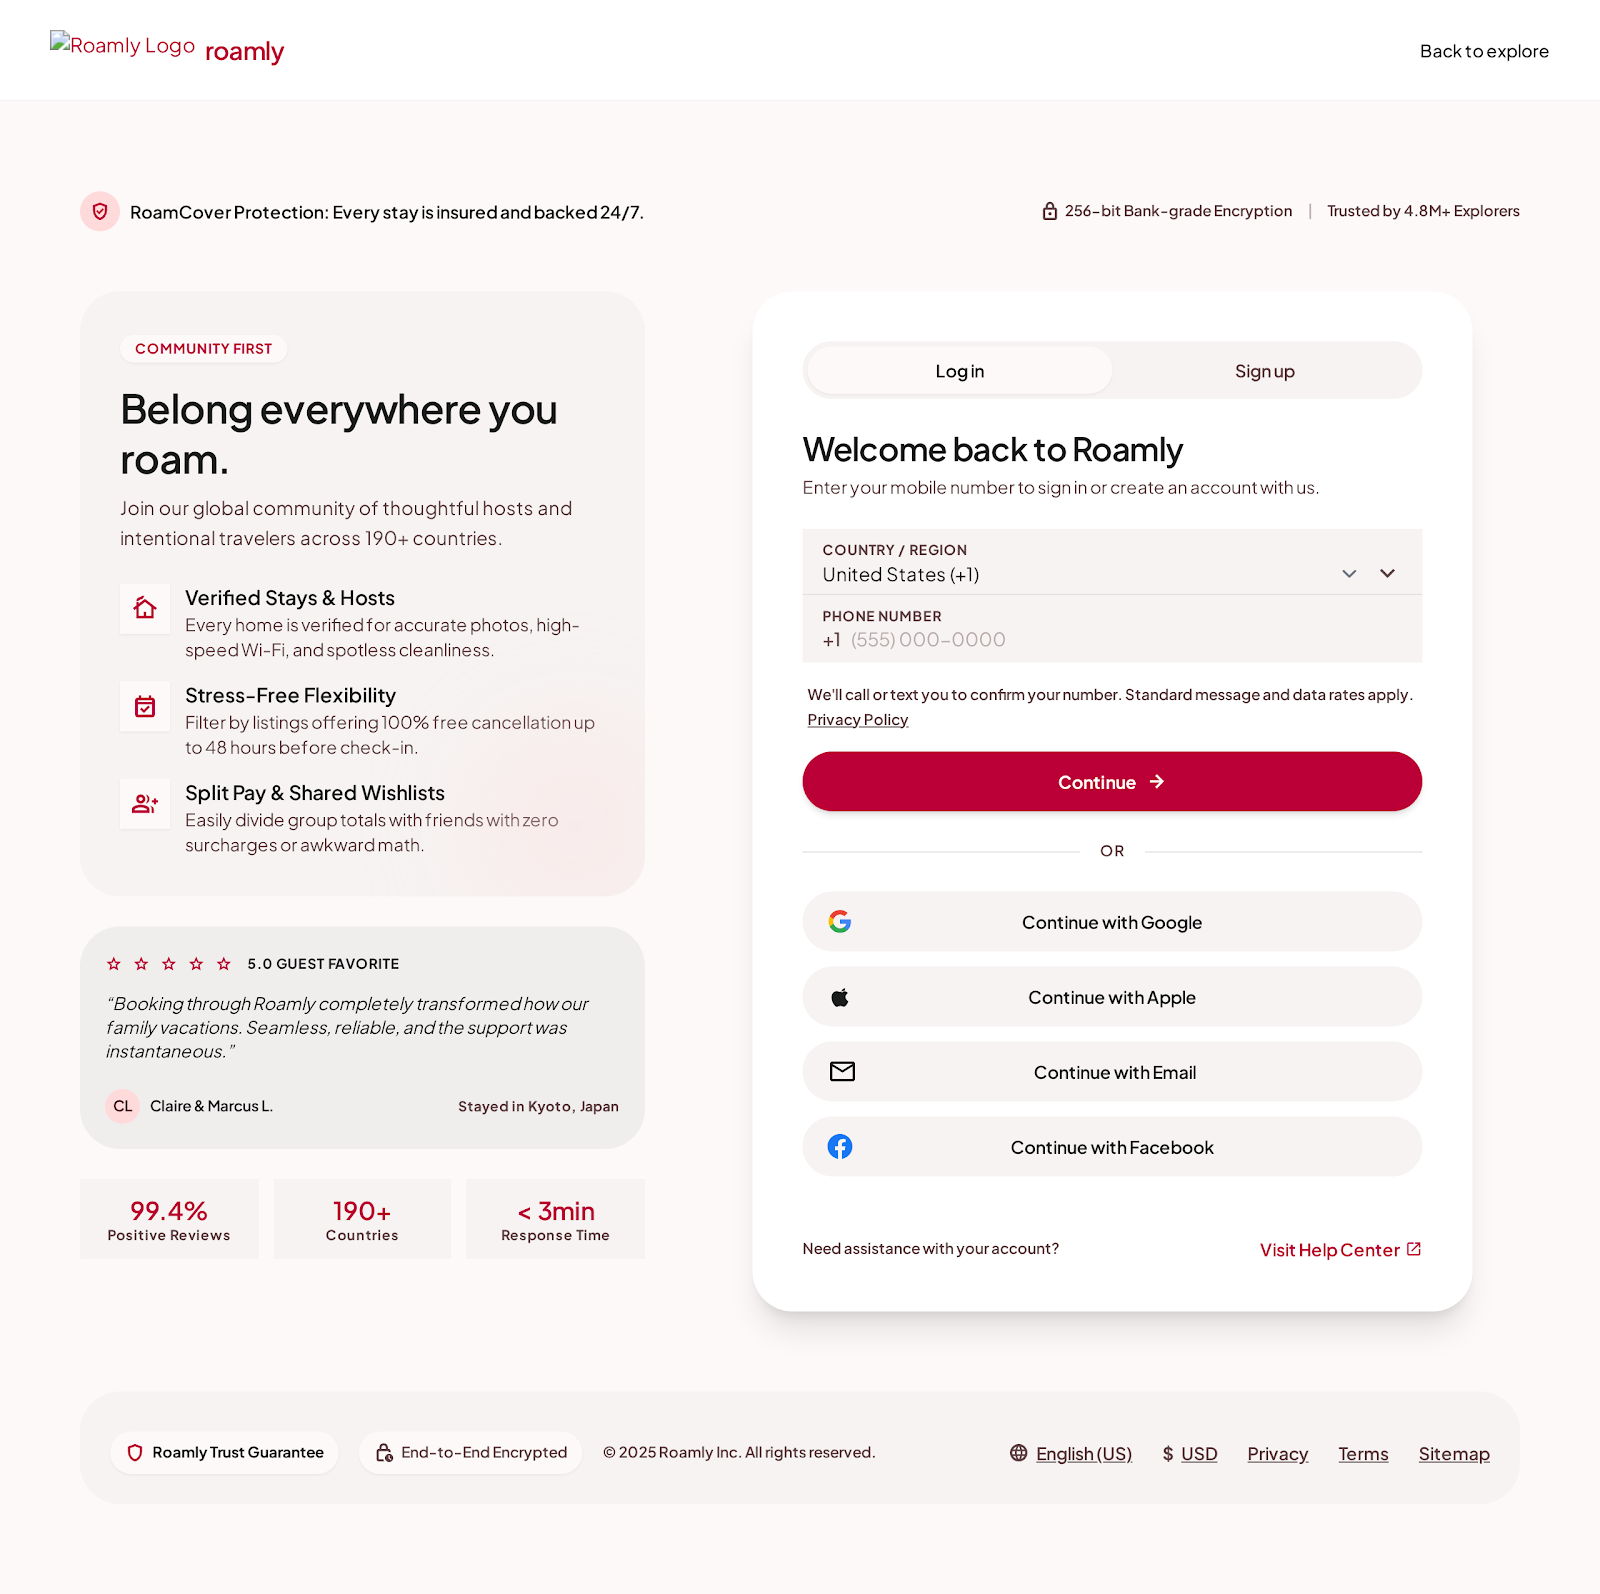 Roamly Logo roamly
Back to explore
RoamCover Protection: Every stay is insured and backed 24/7.
256-bit Bank-grade Encryption | Trusted by 4.8M+ Explorers
COMMUNITY FIRST
Belong everywhere you
roam.
Join our global community of thoughtful hosts and
intentional travelers across 190+ countries.
Verified Stays & Hosts
Every home is verified for accurate photos, high-
speed Wi-Fi, and spotless cleanliness.
Stress-Free Flexibility
Filter by listings offering 100% free cancellation up
to 48 hours before check-in.
Split Pay & Shared Wishlists
Easily divide group totals with friends with zero
surcharges or awkward math.
5.0 GUEST FAVORITE
“Booking through Roamly completely transformed how our
family vacations. Seamless, reliable, and the support was
instantaneous.”
CL Claire & Marcus L.
Stayed in Kyoto, Japan
99.4%
Positive Reviews
190+
Countries
< 3min
Response Time
Log in
Sign up
Welcome back to Roamly
Enter your mobile number to sign in or create an account with us.
COUNTRY / REGION
United States (+1)
PHONE NUMBER
+1 (555) 000-0000
We'll call or text you to confirm your number. Standard message and data rates apply.
Privacy Policy
Continue
OR
Continue with Google
Continue with Apple
Continue with Email
Continue with Facebook
Need assistance with your account?
Visit Help Center
Roamly Trust Guarantee
End-to-End Encrypted
© 2025 Roamly Inc. All rights reserved.
English (US)
$ USD
Privacy
Terms
Sitemap